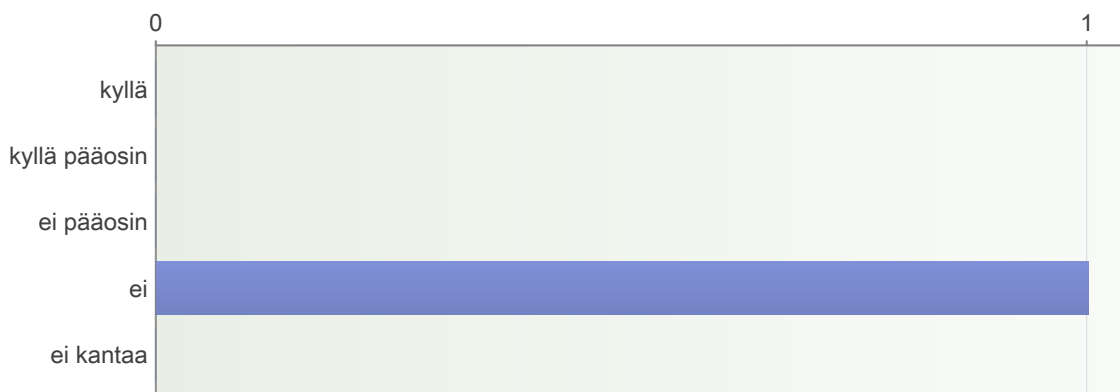 0 1
kyllä
kyllä pääosin
ei pääosin
ei
ei kantaa